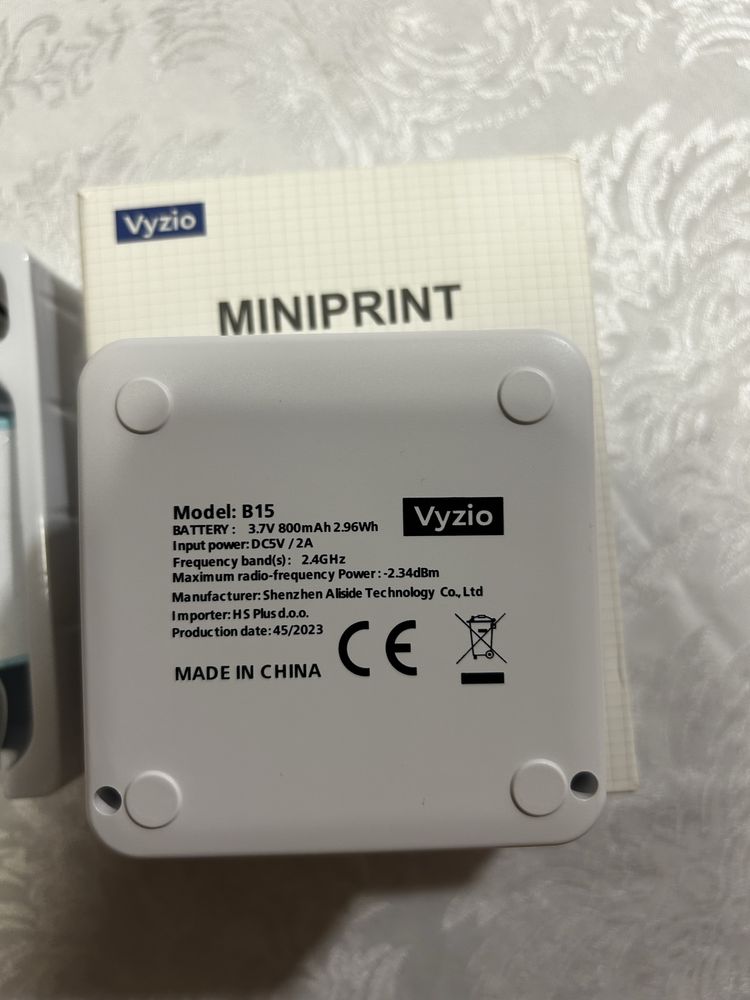 Vyzio
MINIPRINT
Model: B15
Vyzio
BATTERY : 3.7V 800mAh 2.96Wh
Input power: DC5V / 2A
Frequency band(s): 2.4GHz
Maximum radio-frequency Power : -2.34dBm
Manufacturer: Shenzhen Aliside Technology Co., Ltd
Importer: HS Plus d.o.o.
Production date: 45/2023
CE
MADE IN CHINA